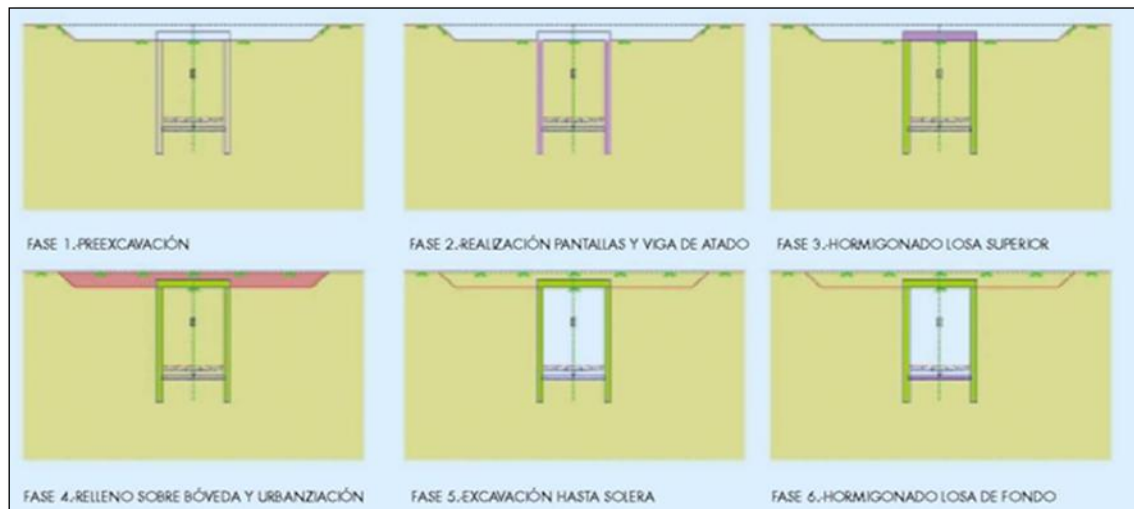 FASE 1.-PREEXCAVACIÓN
FASE 2.-REALIZACIÓN PANTALLAS Y VIGA DE ATADO
FASE 3.-HORMIGONADO LOSA SUPERIOR
FASE 4.-RELLENO SOBRE BÓVEDA Y URBANZIACIÓN
FASE 5.-EXCAVACIÓN HASTA SOLERA
FASE 6.-HORMIGONADO LOSA DE FONDO